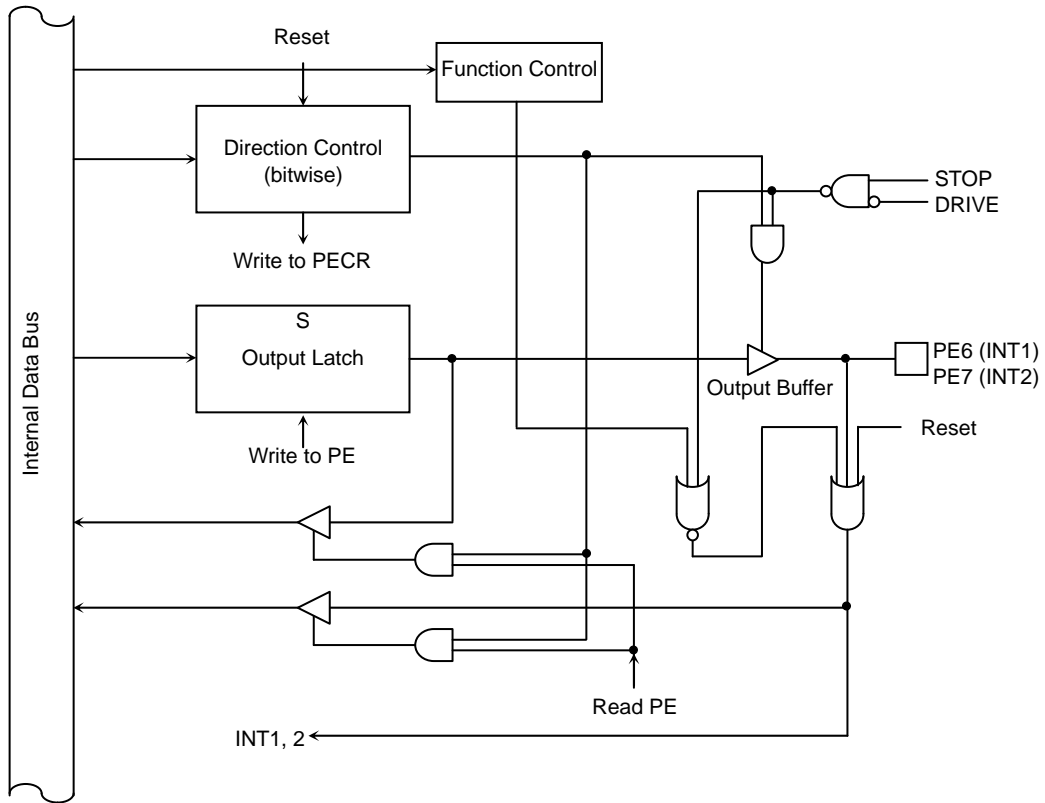 Reset
Function Control
Direction Control
(bitwise)
STOP
DRIVE
Write to PECR
S
Output Latch
PE6 (INT1)
PE7 (INT2)
Output Buffer
Reset
Write to PE
Internal Data Bus
Read PE
INT1, 2